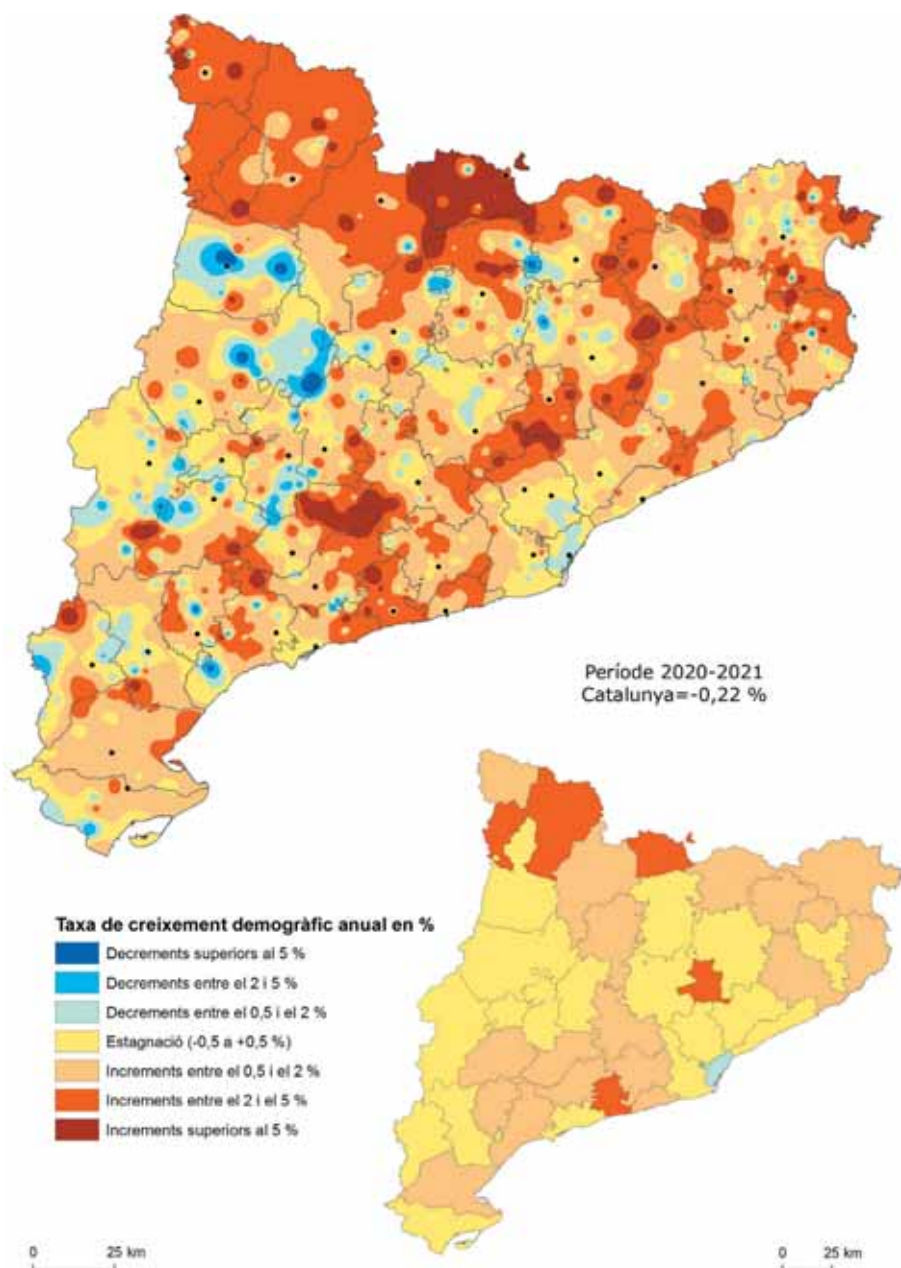 Període 2020-2021
Catalunya=-0,22 %
Taxa de creixement demogràfic anual en %
Decrements superiors al 5 %
Decrements entre el 2 i 5 %
Decrements entre el 0,5 i el 2 %
Estagnació (-0,5 a +0,5 %)
Increments entre el 0,5 i el 2 %
Increments entre el 2 i el 5 %
Increments superiors al 5 %
0 25 km
0 25 km